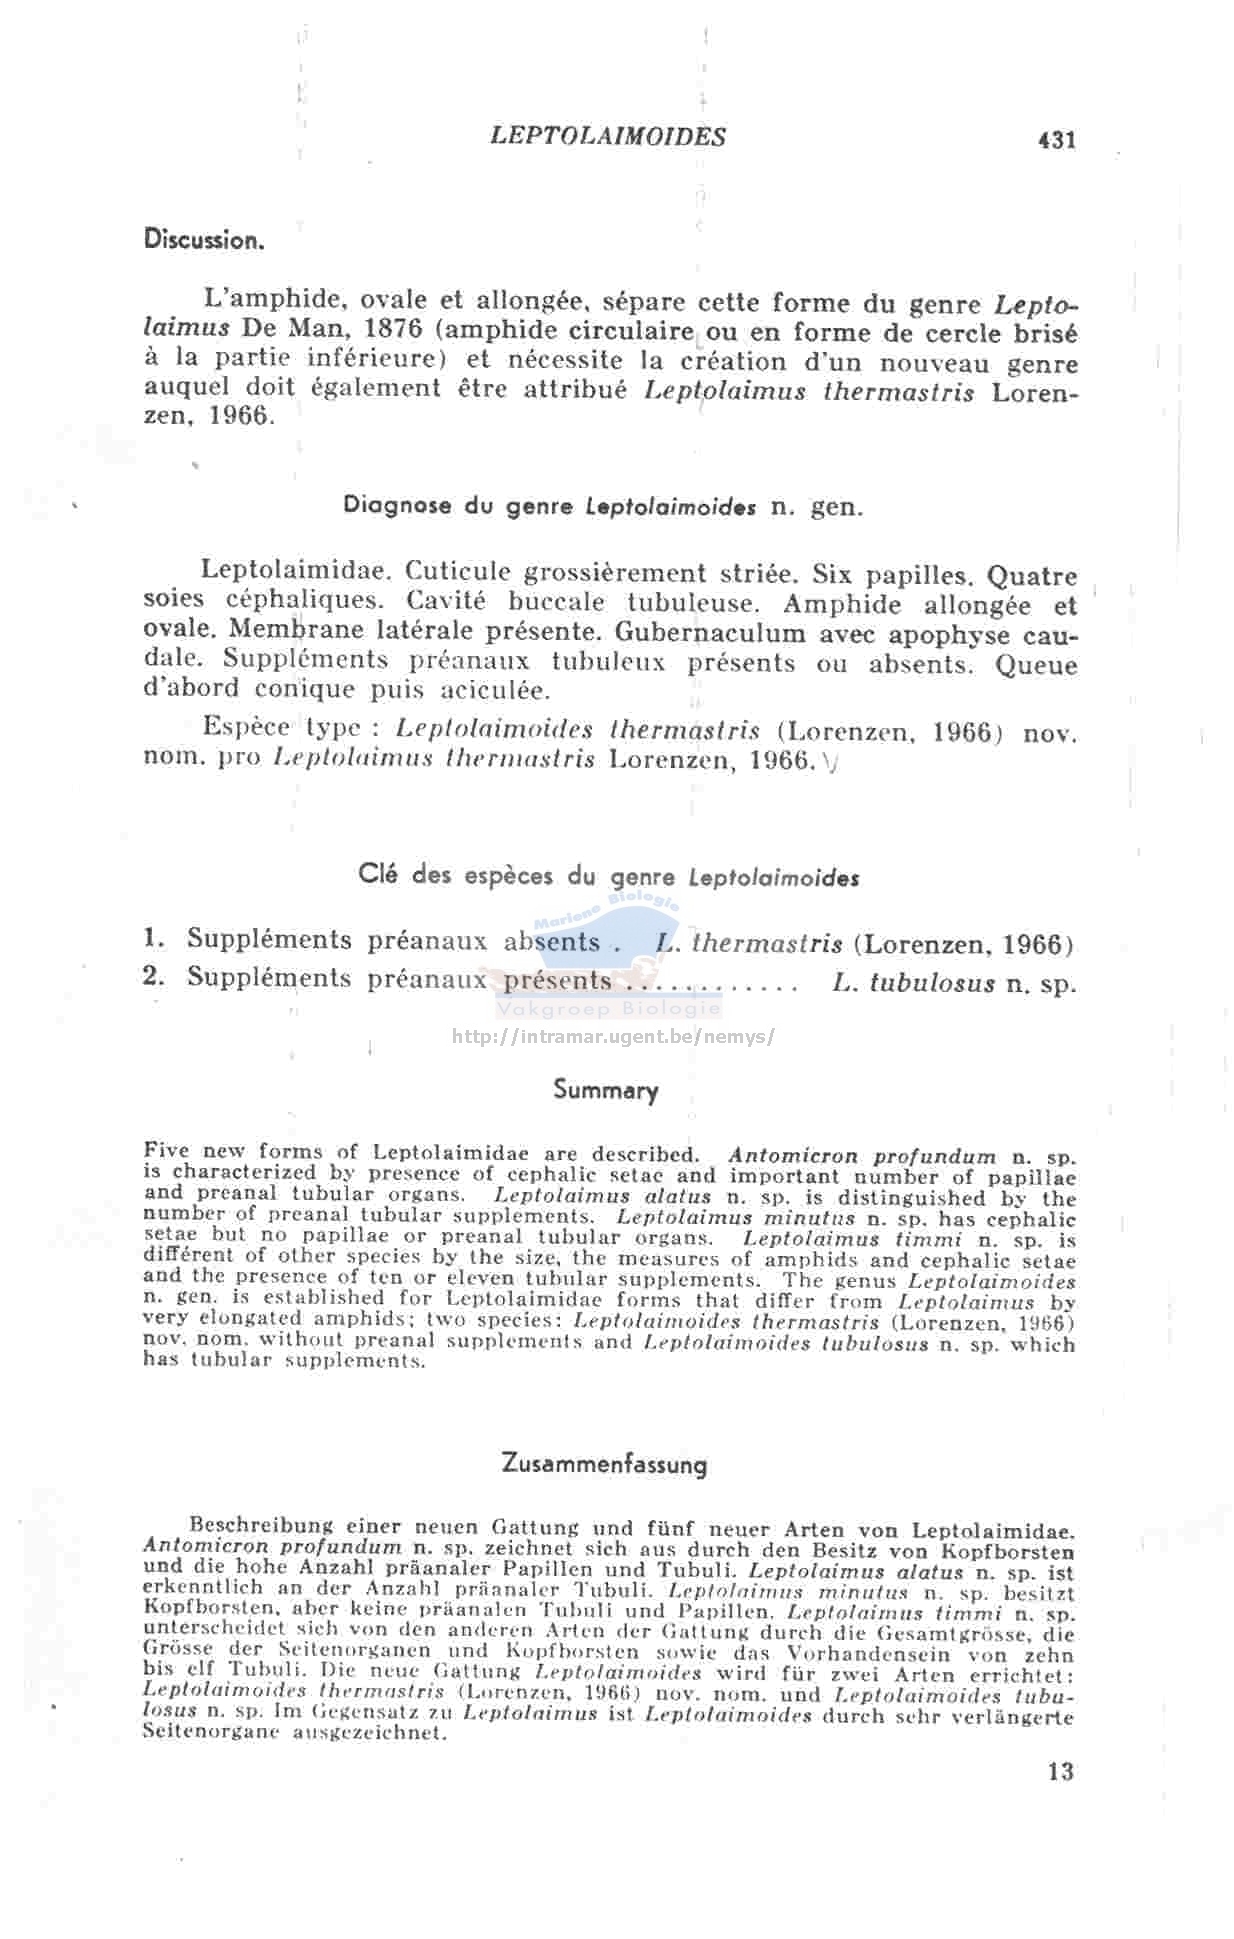 LEPTOLAIMOIDES 431
Discussion.
L'amphide, ovale et allongée, sépare cette forme du genre Lepto-
laimus De Man, 1876 (amphide circulaire ou en forme de cercle brisé
à la partie inférieure) et nécessite la création d'un nouveau genre
auquel doit également être attribué Leptolaimus thermastris Loren-
zen, 1966.
Diagnose du genre Leptolaimoides n. gen.
Leptolaimidae. Cuticule grossièrement striée. Six papilles. Quatre
soies céphaliques. Cavité buccale tubuleuse. Amphide allongée et
ovale. Membrane latérale présente. Gubernaculum avec apophyse cau-
dale. Suppléments préanaux tubuleux présents ou absents. Queue
d'abord conique puis aciculée.
Espèce type : Leptolaimoides thermastris (Lorenzen, 1966) nov.
nom. pro Leptolaimus thermastris Lorenzen, 1966.
Clé des espèces du genre Leptolaimoides
Mariene Biologie
1. Suppléments préanaux absents . L. thermastris (Lorenzen, 1966)
2. Suppléments préanaux présents ............ L. tubulosus n. sp.
Vakgroep Biologie
http://intramar.ugent.be/nemys/
Summary
Five new forms of Leptolaimidae are described. Antomicron profundum n. sp.
is characterized by presence of cephalic setae and important number of papillae
and preanal tubular organs. Leptolaimus alatus n. sp. is distinguished by the
number of preanal tubular supplements. Leptolaimus minutus n. sp. has cephalic
setae but no papillae or preanal tubular organs. Leptolaimus timmi n. sp. is
différent of other species by the size, the measures of amphids and cephalic setae
and the presence of ten or eleven tubular supplements. The genus Leptolaimoides
n. gen. is established for Leptolaimidae forms that differ from Leptolaimus by
very elongated amphids; two species: Leptolaimoides thermastris (Lorenzen, 1966)
nov. nom. without preanal supplements and Leptolaimoides tubulosus n. sp. which
has tubular supplements.
Zusammenfassung
Beschreibung einer neuen Gattung und fünf neuer Arten von Leptolaimidae.
Antomicron profundum n. sp. zeichnet sich aus durch den Besitz von Kopfborsten
und die hohe Anzahl präanaler Papillen und Tubuli. Leptolaimus alatus n. sp. ist
erkenntlich an der Anzahl präanaler Tubuli. Leptolaimus minutus n. sp. besitzt
Kopfborsten, aber keine präanalen Tubuli und Papillen. Leptolaimus timmi n. sp.
unterscheidet sich von den anderen Arten der Gattung durch die Gesamtgrösse, die
Grösse der Seitenorganen und Kopfborsten sowie das Vorhandensein von zehn
bis elf Tubuli. Die neue Gattung Leptolaimoides wird für zwei Arten errichtet:
Leptolaimoides thermastris (Lorenzen, 1966) nov. nom. und Leptolaimoides tubu-
losus n. sp. Im Gegensatz zu Leptolaimus ist Leptolaimoides durch sehr verlängerte
Seitenorgane ausgezeichnet.
13